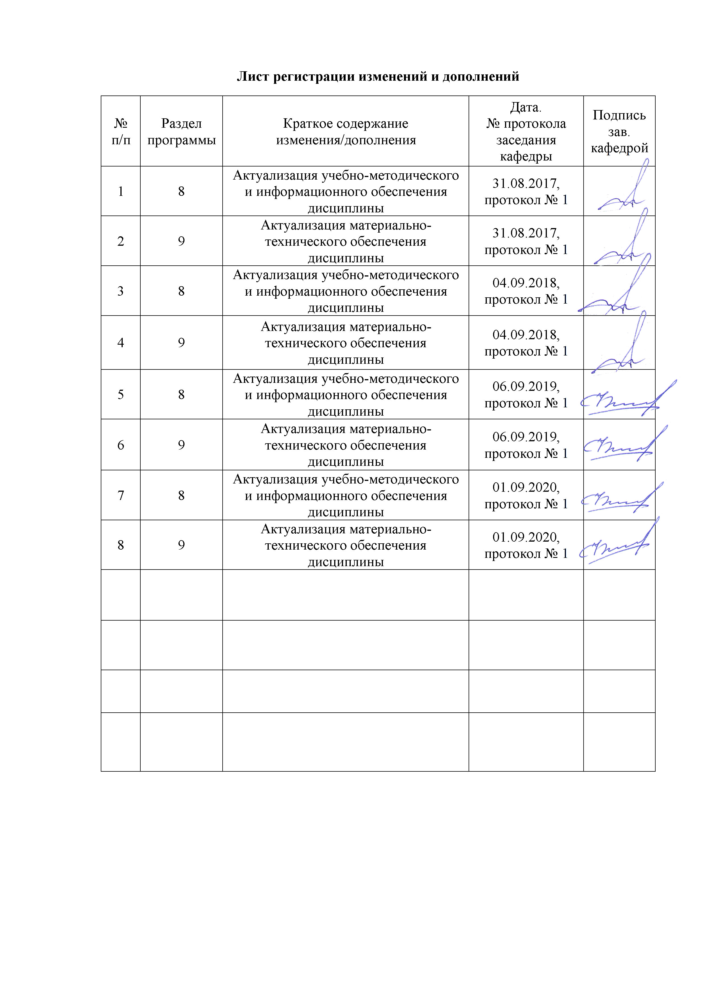 Лист регистрации изменений и дополнений
№
п/п
Раздел
программы
Краткое содержание
изменения/дополнения
Дата.
№ протокола
заседания
кафедры
Подпись
зав.
кафедрой
1
8
Актуализация учебно-методического
и информационного обеспечения
дисциплины
31.08.2017,
протокол № 1
2
9
Актуализация материально-
технического обеспечения
дисциплины
31.08.2017,
протокол № 1
3
8
Актуализация учебно-методического
и информационного обеспечения
дисциплины
04.09.2018,
протокол № 1
4
9
Актуализация материально-
технического обеспечения
дисциплины
04.09.2018,
протокол № 1
5
8
Актуализация учебно-методического
и информационного обеспечения
дисциплины
06.09.2019,
протокол № 1
6
9
Актуализация материально-
технического обеспечения
дисциплины
06.09.2019,
протокол № 1
7
8
Актуализация учебно-методического
и информационного обеспечения
дисциплины
01.09.2020,
протокол № 1
8
9
Актуализация материально-
технического обеспечения
дисциплины
01.09.2020,
протокол № 1